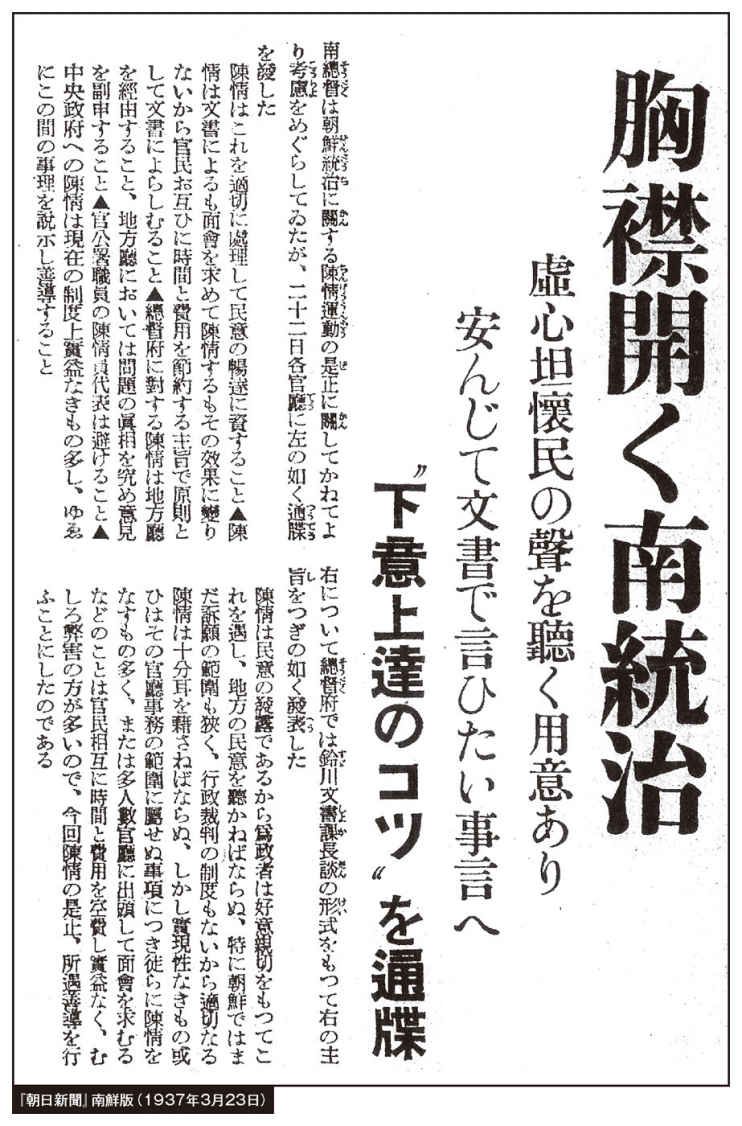 胸襟開く南統治
虚心坦懷民の聲を聽く用意あり
安んじて文書で言ひたい事言へ
〝下意上達のコツ〟を通牒
南總督は朝鮮統治に關する陳情運動の是正に關してかねてよ
り考慮をめぐらしてゐたが、二十二日各官廳に左の如く通牒
を發した
陳情はこれを適切に處理して民意の暢達に資すること▲陳
情は文書によるも面會を求めて陳情するもその效果に變り
ないから官民お互ひに時間と費用を節約する主旨で原則と
して文書によらしむること▲總督府に對する陳情は地方廳
を經由すること、地方廳においては問題の眞相を究め意見
を副申すること▲官公署職員の陳情員代表は避けること▲
中央政府への陳情は現在の制度上實益なきもの多し、ゆゑ
にこの間の事理を説示し善導すること
右について總督府では鈴川文書課長談の形式をもつて右の主
旨をつぎの如く發表した
陳情は民意の發露であるから爲政者は好意親切をもつてこ
れを遇し、地方の民意を聽かねばならぬ、特に朝鮮ではま
だ訴願の範圍も狹く、行政裁判の制度もないから適切なる
陳情は十分耳を藉さねばならぬ、しかし實現性なきもの或
ひはその官廳事務の範圍に屬せぬ事項につき徒らに陳情を
なすもの多く、または多人數官廳に出頭して面會を求むる
などのことは官民相互に時間と費用を空費し實益なく、む
しろ弊害の方が多いので、今回陳情の是正、所遇善導を行
ふことにしたのである
『朝日新聞』南鮮版（1937年3月23日）